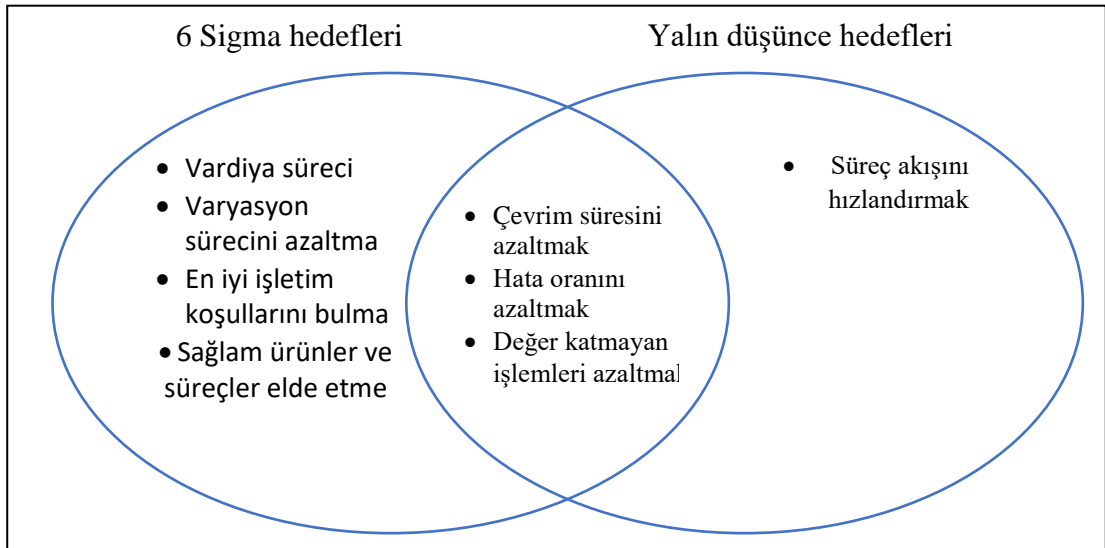 6 Sigma hedefleri
Yalın düşünce hedefleri
• Vardiya süreci
• Varyasyon
sürecini azaltma
• En iyi işletim
koşullarını bulma
• Sağlam ürünler ve
süreçler elde etme
• Çevrim süresini
azaltmak
• Hata oranını
azaltmak
• Değer katmayan
işlemleri azaltmal
• Süreç akışını
hızlandırmak